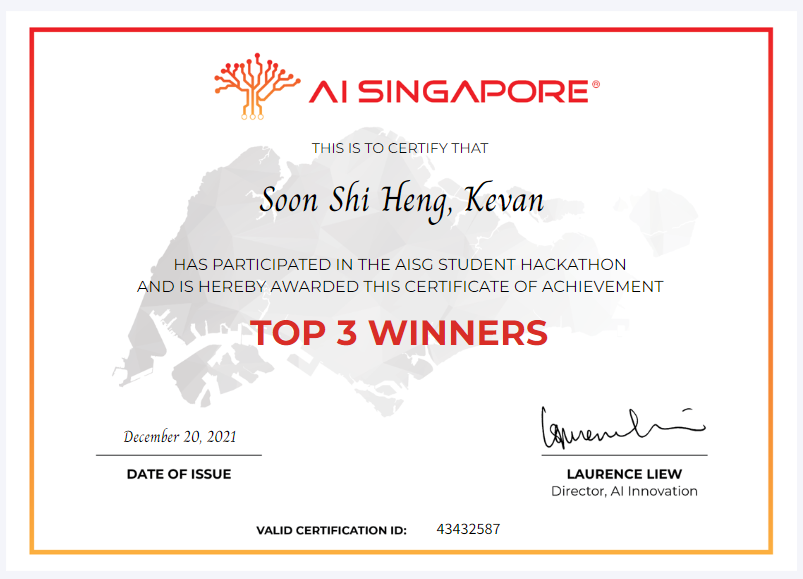 AI SINGAPORE®
THIS IS TO CERTIFY THAT
Soon Shi Heng, Kevan
HAS PARTICIPATED IN THE AISG STUDENT HACKATHON
AND IS HEREBY AWARDED THIS CERTIFICATE OF ACHIEVEMENT
TOP 3 WINNERS
December 20, 2021
DATE OF ISSUE
LAURENCE LIEW
Director, AI Innovation
VALID CERTIFICATION ID: 43432587